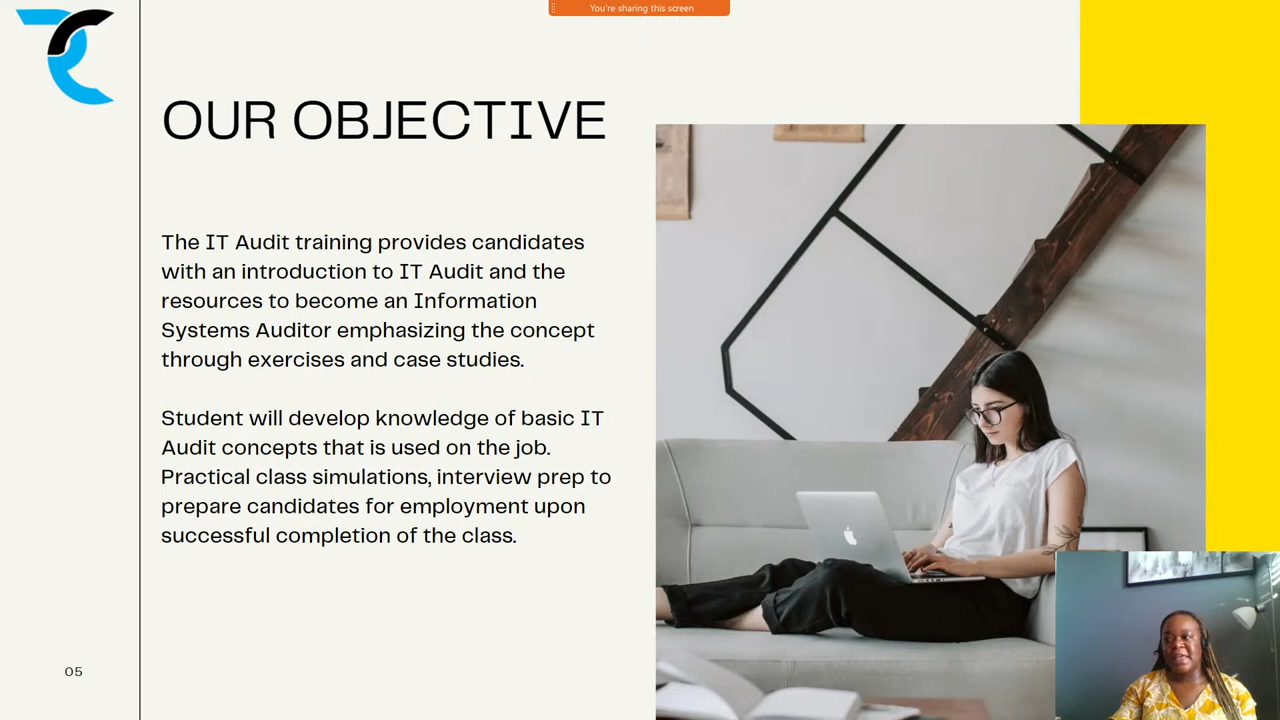 You're sharing this screen
OUR OBJECTIVE
The IT Audit training provides candidates
with an introduction to IT Audit and the
resources to become an Information
Systems Auditor emphasizing the concept
through exercises and case studies.
Student will develop knowledge of basic IT
Audit concepts that is used on the job.
Practical class simulations, interview prep to
prepare candidates for employment upon
successful completion of the class.
05